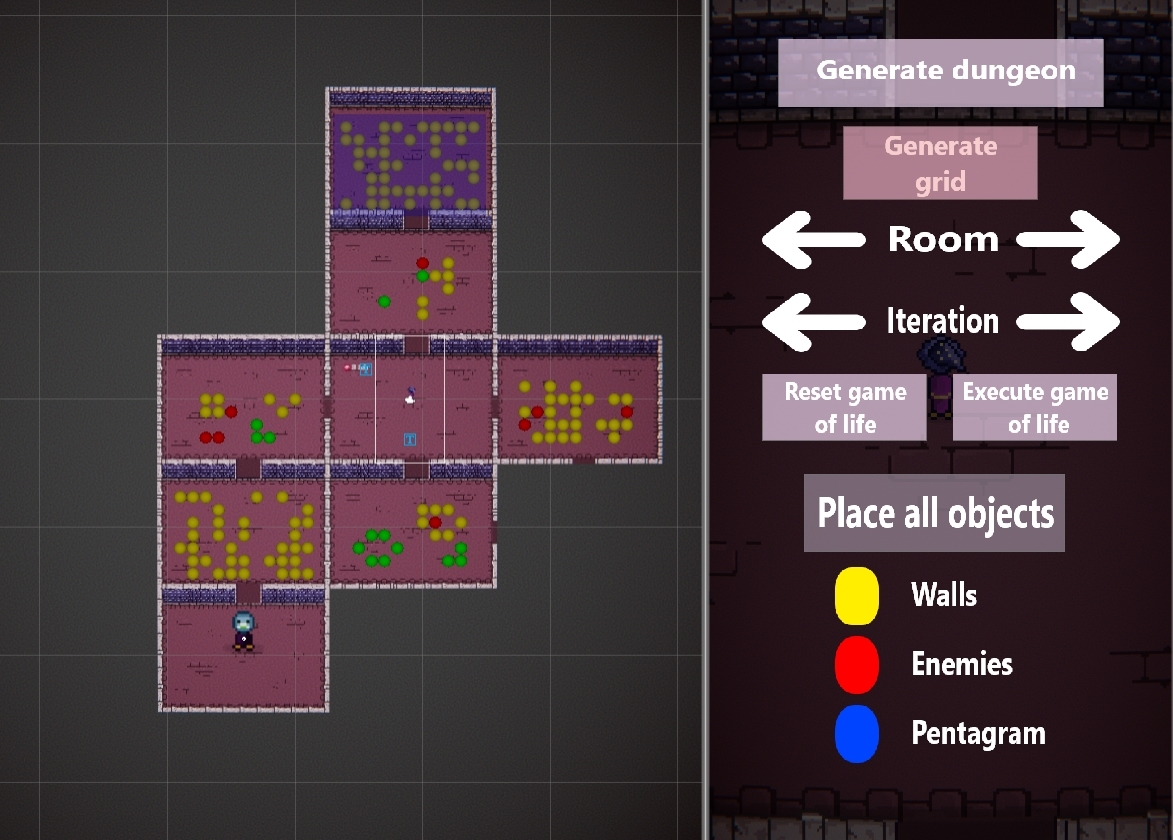 Generate dungeon
Generate
grid
Room
Iteration
Reset game
of life
Execute game
of life
Place all objects
Walls
Enemies
Pentagram